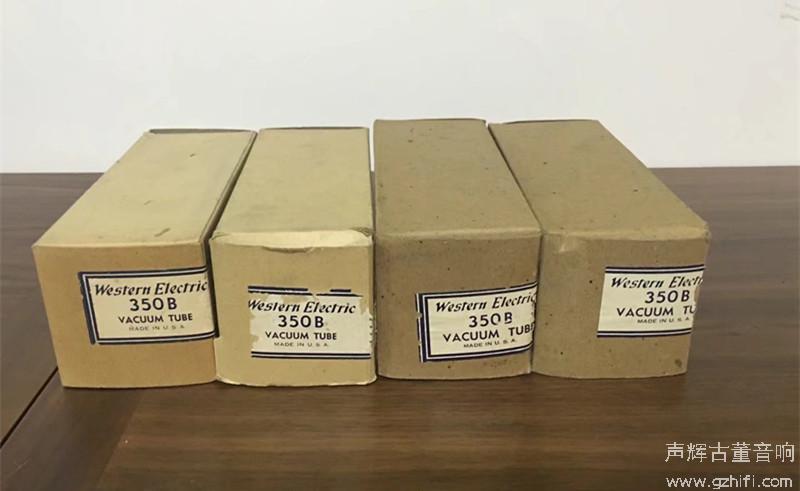 Western Electric
350B
VACUUM TUBE
MADE IN U.S.A.
Western Electric
350B
VACUUM TUBE
MADE IN U.S.A.
Western Electric
350B
VACUUM TUBE
MADE IN U.S.A.
Western Electric
350B
VACUUM TUBE
MADE IN U.S.A.
声辉古董音响
www.gzhifi.com